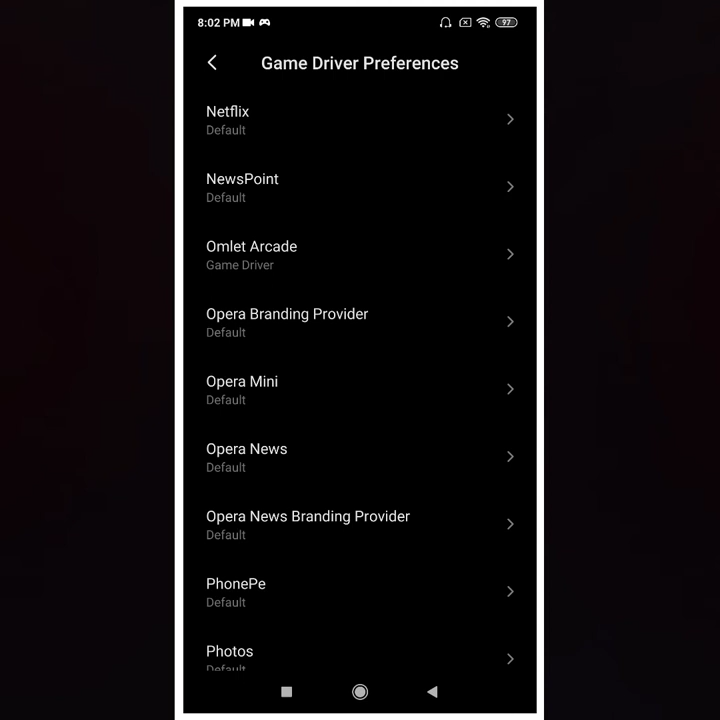 8:02 PM
97
Game Driver Preferences
Netflix
Default
NewsPoint
Default
Omlet Arcade
Game Driver
Opera Branding Provider
Default
Opera Mini
Default
Opera News
Default
Opera News Branding Provider
Default
PhonePe
Default
Photos
Default